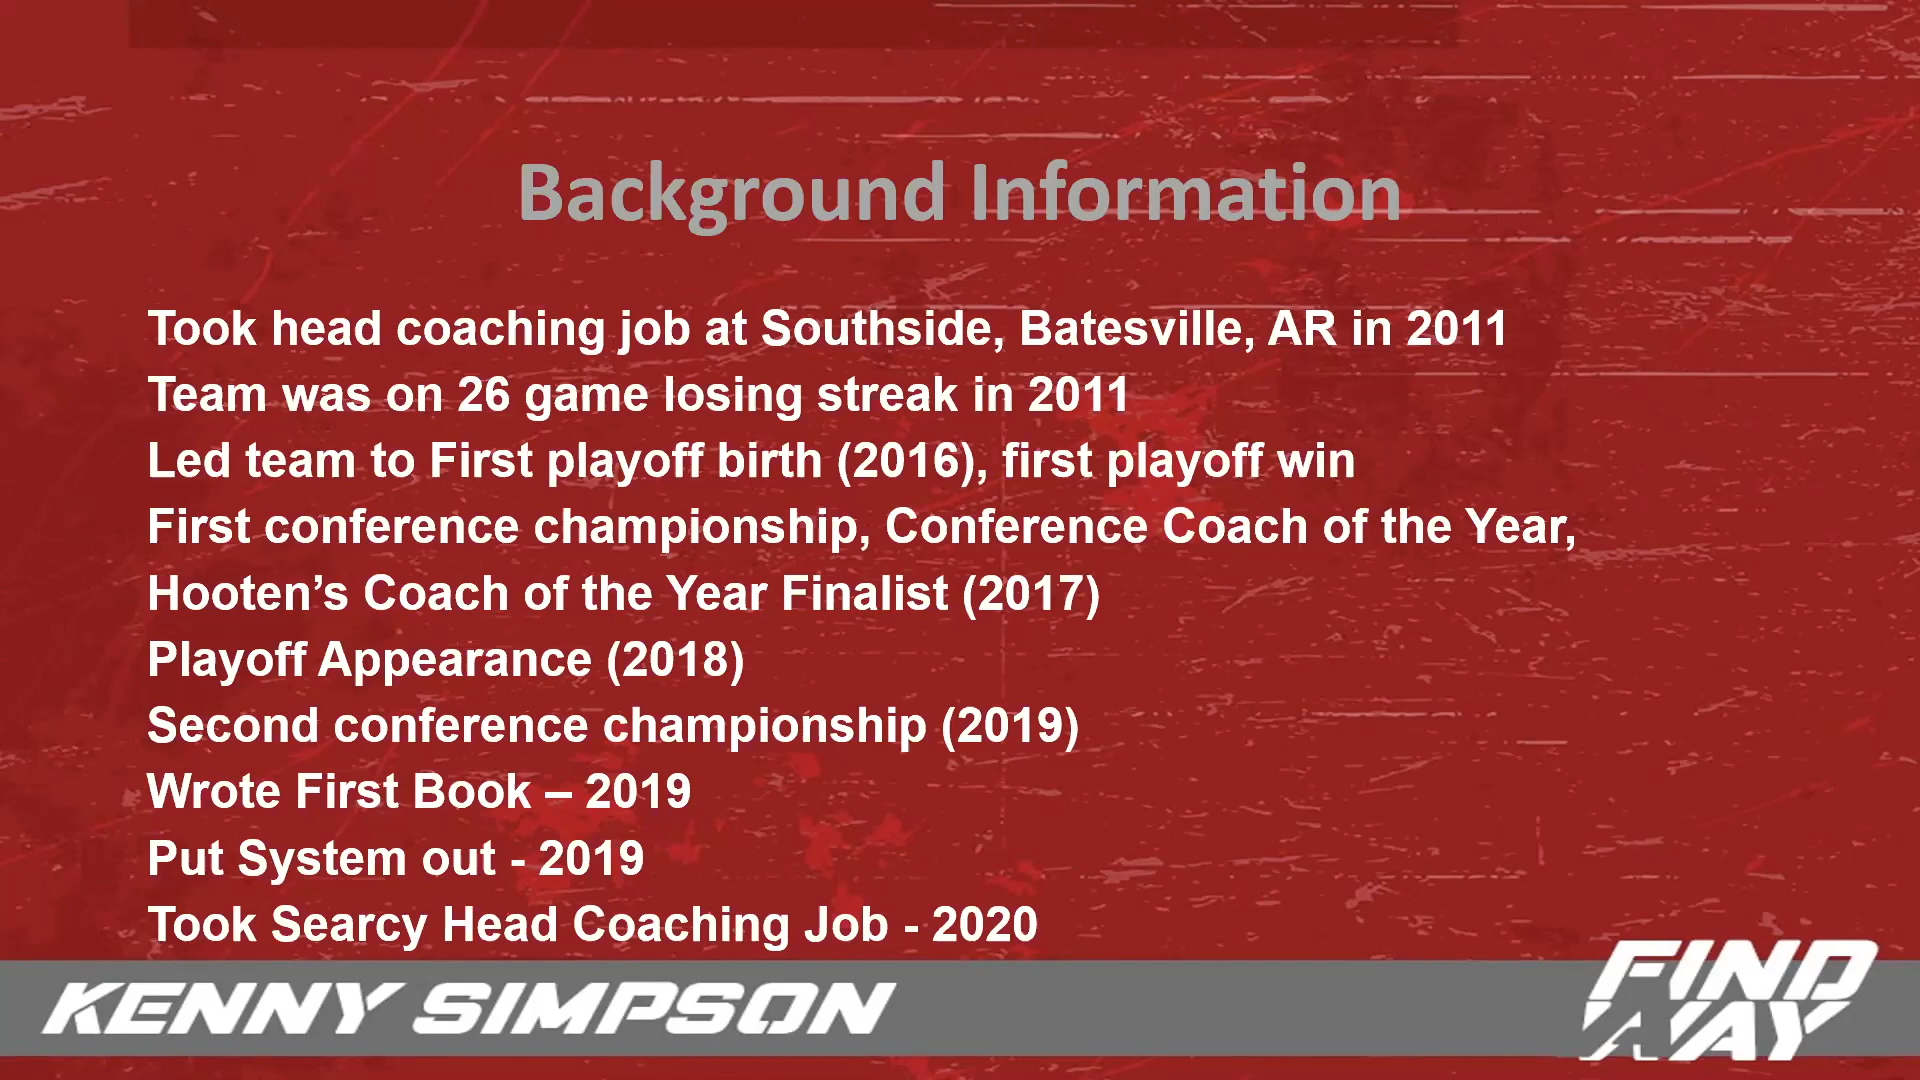 Background Information
Took head coaching job at Southside, Batesville, AR in 2011
Team was on 26 game losing streak in 2011
Led team to First playoff birth (2016), first playoff win
First conference championship, Conference Coach of the Year,
Hooten’s Coach of the Year Finalist (2017)
Playoff Appearance (2018)
Second conference championship (2019)
Wrote First Book – 2019
Put System out - 2019
Took Searcy Head Coaching Job - 2020
KENNY SIMPSON
FIND
A WAY